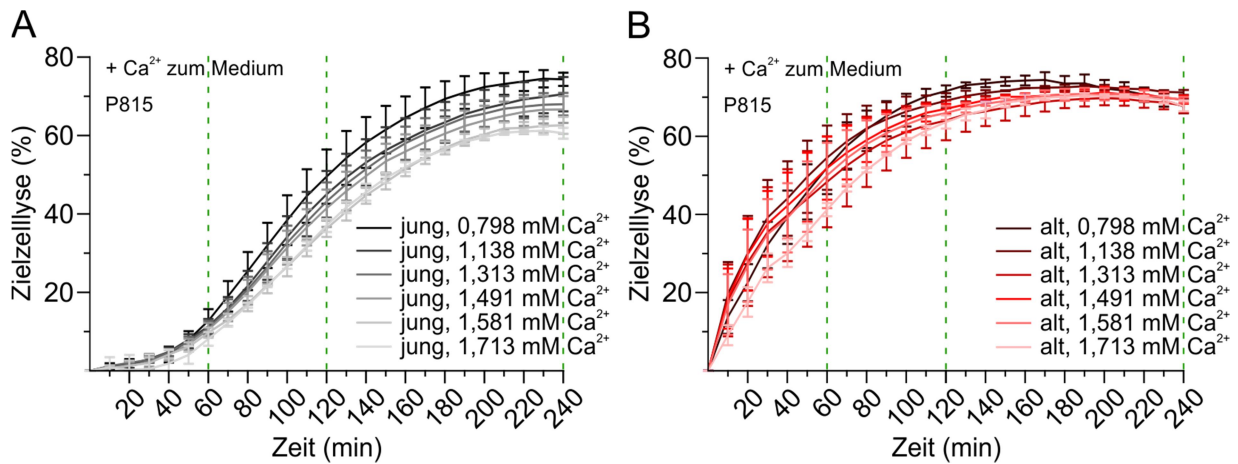 A
Zielzelllyse (%)
80
60
40
20
+ Ca²⁺ zum Medium
P815
jung, 0,798 mM Ca²⁺
jung, 1,138 mM Ca²⁺
jung, 1,313 mM Ca²⁺
jung, 1,491 mM Ca²⁺
jung, 1,581 mM Ca²⁺
jung, 1,713 mM Ca²⁺
20 40 60 80 100 120 140 160 180 200 220 240
Zeit (min)
B
Zielzelllyse (%)
80
60
40
20
+ Ca²⁺ zum Medium
P815
alt, 0,798 mM Ca²⁺
alt, 1,138 mM Ca²⁺
alt, 1,313 mM Ca²⁺
alt, 1,491 mM Ca²⁺
alt, 1,581 mM Ca²⁺
alt, 1,713 mM Ca²⁺
20 40 60 80 100 120 140 160 180 200 220 240
Zeit (min)